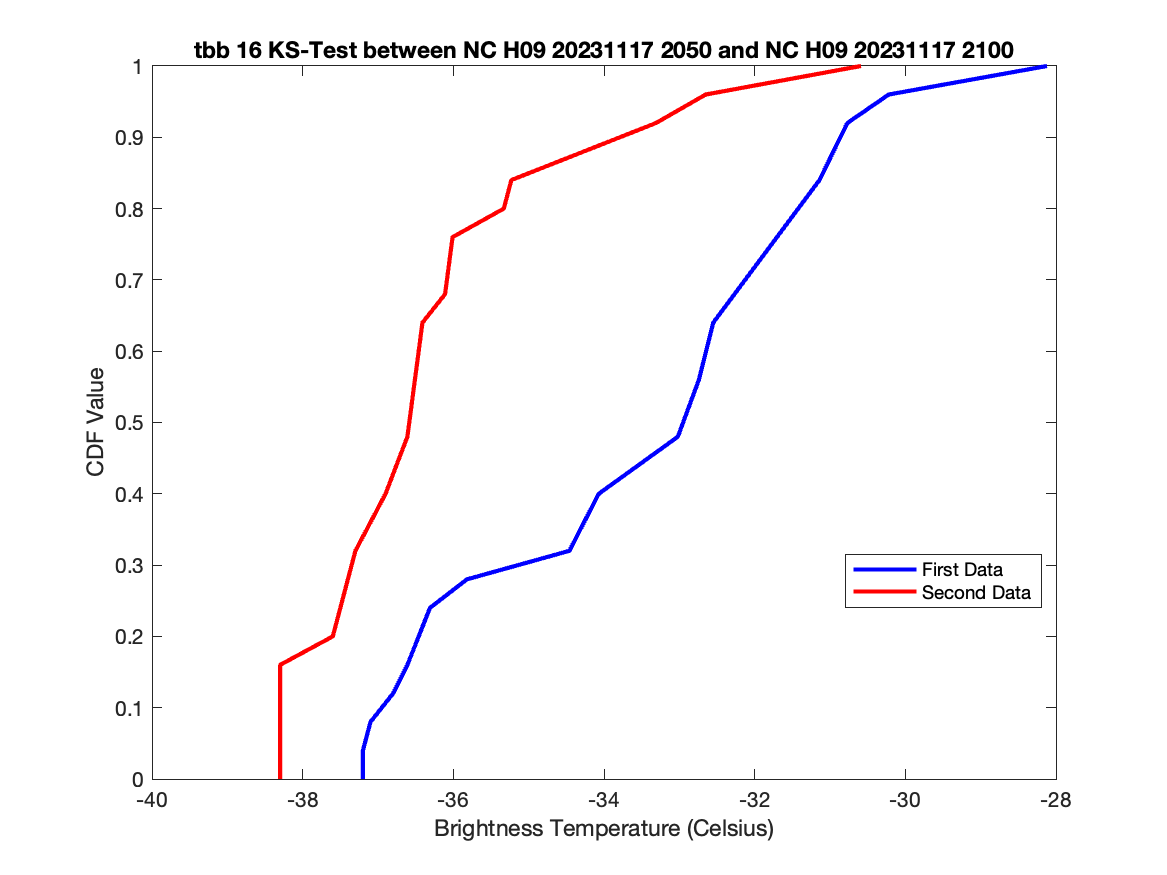 tbb 16 KS-Test between NC H09 20231117 2050 and NC H09 20231117 2100
1
0.9
0.8
0.7
0.6
0.5
0.4
0.3
0.2
0.1
0
CDF Value
First Data
Second Data
-40 -38 -36 -34 -32 -30 -28
Brightness Temperature (Celsius)